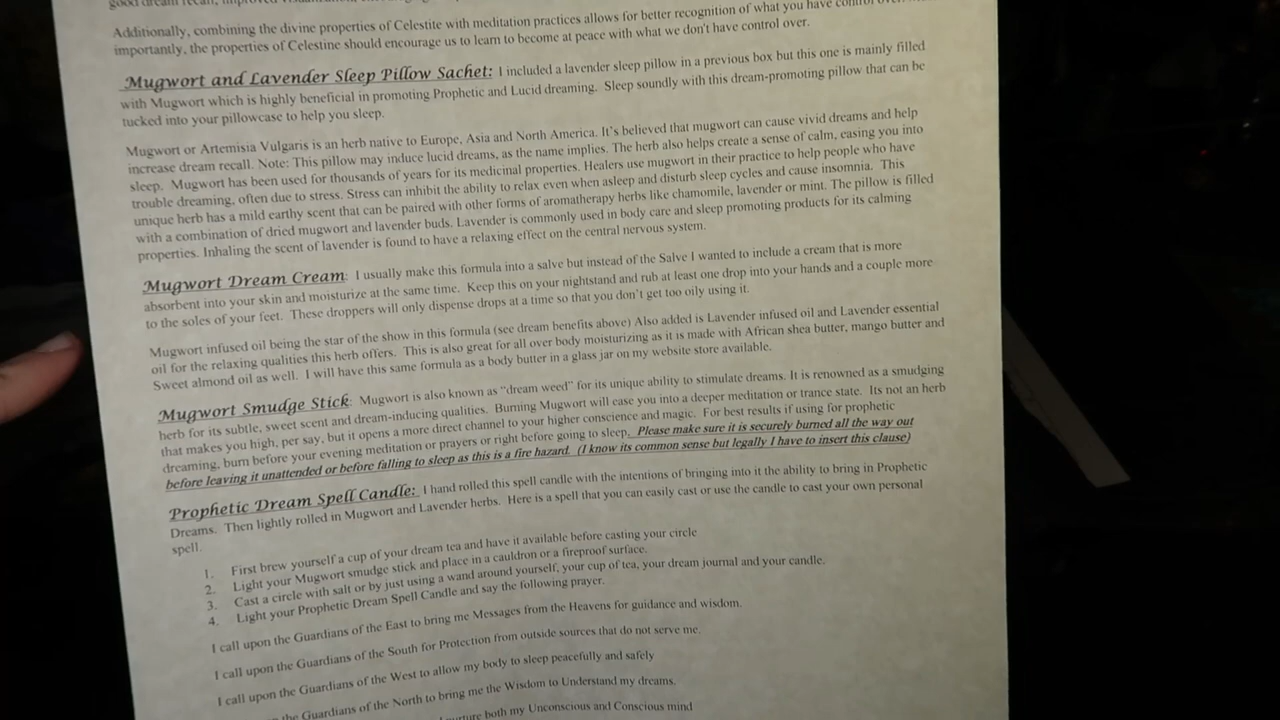 good dream recall, improved
Additionally, combining the divine properties of Celestite with meditation practices allows for better recognition of what you have control over.
importantly, the properties of Celestine should encourage us to learn to become at peace with what we don't have control over.
Mugwort and Lavender Sleep Pillow Sachet: I included a lavender sleep pillow in a previous box but this one is mainly filled
with Mugwort which is highly beneficial in promoting Prophetic and Lucid dreaming. Sleep soundly with this dream-promoting pillow that can be
tucked into your pillowcase to help you sleep.
Mugwort or Artemisia Vulgaris is an herb native to Europe, Asia and North America. It's believed that mugwort can cause vivid dreams and help
increase dream recall. Note: This pillow may induce lucid dreams, as the name implies. The herb also helps create a sense of calm, easing you into
sleep. Mugwort has been used for thousands of years for its medicinal properties. Healers use mugwort in their practice to help people who have
trouble dreaming, often due to stress. Stress can inhibit the ability to relax even when asleep and disturb sleep cycles and cause insomnia. This
unique herb has a mild earthy scent that can be paired with other forms of aromatherapy herbs like chamomile, lavender or mint. The pillow is filled
with a combination of dried mugwort and lavender buds. Lavender is commonly used in body care and sleep promoting products for its calming
properties. Inhaling the scent of lavender is found to have a relaxing effect on the central nervous system.
Mugwort Dream Cream: I usually make this formula into a salve but instead of the Salve I wanted to include a cream that is more
absorbent into your skin and moisturize at the same time. Keep this on your nightstand and rub at least one drop into your hands and a couple more
to the soles of your feet. These droppers will only dispense drops at a time so that you don't get too oily using it.
Mugwort infused oil being the star of the show in this formula (see dream benefits above) Also added is Lavender infused oil and Lavender essential
oil for the relaxing qualities this herb offers. This is also great for all over body moisturizing as it is made with African shea butter, mango butter and
Sweet almond oil as well. I will have this same formula as a body butter in a glass jar on my website store available.
Mugwort Smudge Stick: Mugwort is also known as "dream weed" for its unique ability to stimulate dreams. It is renowned as a smudging
herb for its subtle, sweet scent and dream-inducing qualities. Burning Mugwort will ease you into a deeper meditation or trance state. Its not an herb
that makes you high, per say, but it opens a more direct channel to your higher conscience and magic. For best results if using for prophetic
dreaming, burn before your evening meditation or prayers or right before going to sleep. Please make sure it is securely burned all the way out
before leaving it unattended or before falling to sleep as this is a fire hazard. (I know its common sense but legally I have to insert this clause)
Prophetic Dream Spell Candle: I hand rolled this spell candle with the intentions of bringing into it the ability to bring in Prophetic
Dreams. Then lightly rolled in Mugwort and Lavender herbs. Here is a spell that you can easily cast or use the candle to cast your own personal
spell.
1. First brew yourself a cup of your dream tea and have it available before casting your circle
2. Light your Mugwort smudge stick and place in a cauldron or a fireproof surface.
3. Cast a circle with salt or by just using a wand around yourself, your cup of tea, your dream journal and your candle.
4. Light your Prophetic Dream Spell Candle and say the following prayer.
I call upon the Guardians of the East to bring me Messages from the Heavens for guidance and wisdom.
I call upon the Guardians of the South for Protection from outside sources that do not serve me.
I call upon the Guardians of the West to allow my body to sleep peacefully and safely
the Guardians of the North to bring me the Wisdom to Understand my dreams.
both my Unconscious and Conscious mind